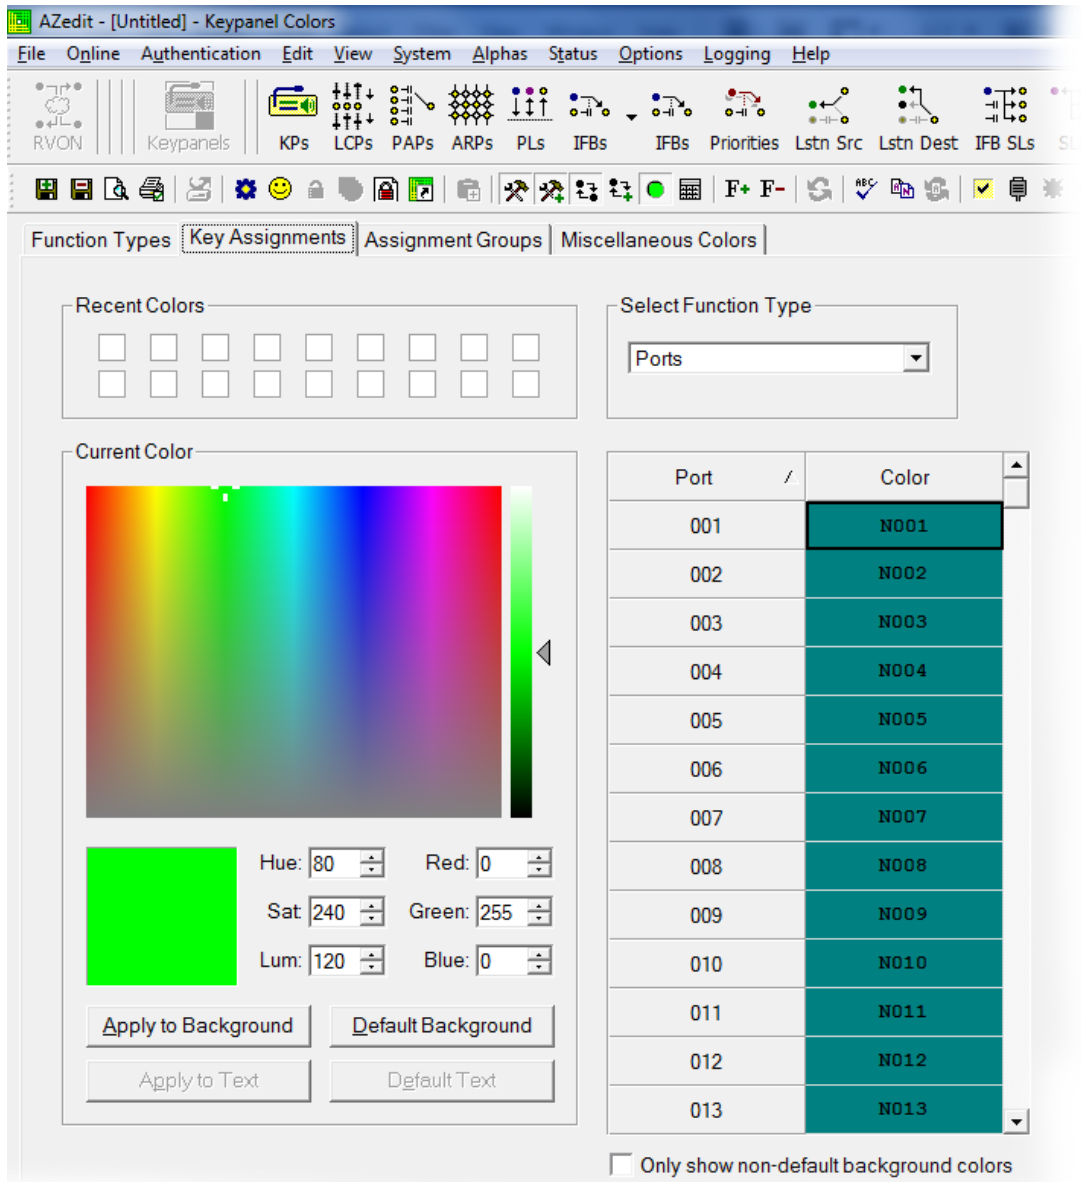 AZedit - [Untitled] - Keypanel Colors
File Online Authentication Edit View System Alphas Status Options Logging Help
RVON Keypanels KPs LCPs PAPs ARPs PLs IFBs IFBs Priorities Lstn Src Lstn Dest IFB SLs
F+ F- ABC
Function Types Key Assignments Assignment Groups Miscellaneous Colors
Recent Colors
Select Function Type
Ports
Current Color
Port / Color
001 N001
002 N002
003 N003
004 N004
005 N005
006 N006
007 N007
008 N008
009 N009
010 N010
011 N011
012 N012
013 N013
Hue: 80 Red: 0
Sat: 240 Green: 255
Lum: 120 Blue: 0
Apply to Background Default Background
Apply to Text Default Text
Only show non-default background colors